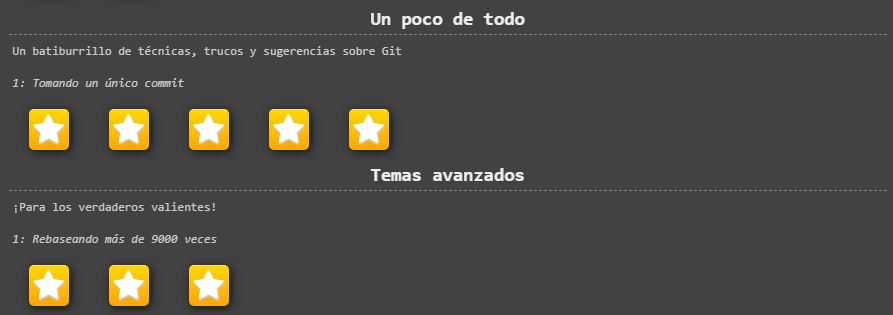 Un poco de todo
Un batiburrillo de técnicas, trucos y sugerencias sobre Git
1: Tomando un único commit
Temas avanzados
¡Para los verdaderos valientes!
1: Rebaseando más de 9000 veces